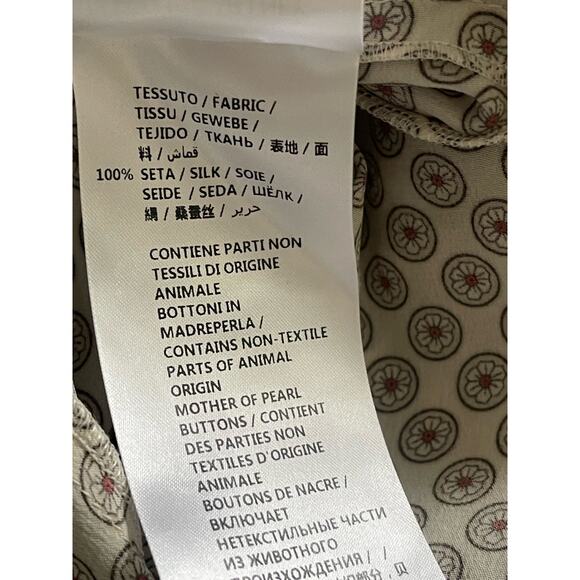 TESSUTO / FABRIC /
TISSU / GEWEBE /
TEJIDO / ТКАНЬ / 表地 / 面
料 / قماش /
100% SETA / SILK / SOIE /
SEIDE / SEDA / ШЁЛК /
絹 / 桑蚕丝 / حرير /
CONTIENE PARTI NON
TESSILI DI ORIGINE
ANIMALE
BOTTONI IN
MADREPERLA /
CONTAINS NON-TEXTILE
PARTS OF ANIMAL
ORIGIN
MOTHER OF PEARL
BUTTONS / CONTIENT
DES PARTIES NON
TEXTILES D'ORIGINE
ANIMALE
BOUTONS DE NACRE /
ВКЛЮЧАЕТ
НЕТЕКСТИЛЬНЫЕ ЧАСТИ
ИЗ ЖИВОТНОГО
ПРОИСХОЖДЕНИЯ / /
部分, 贝